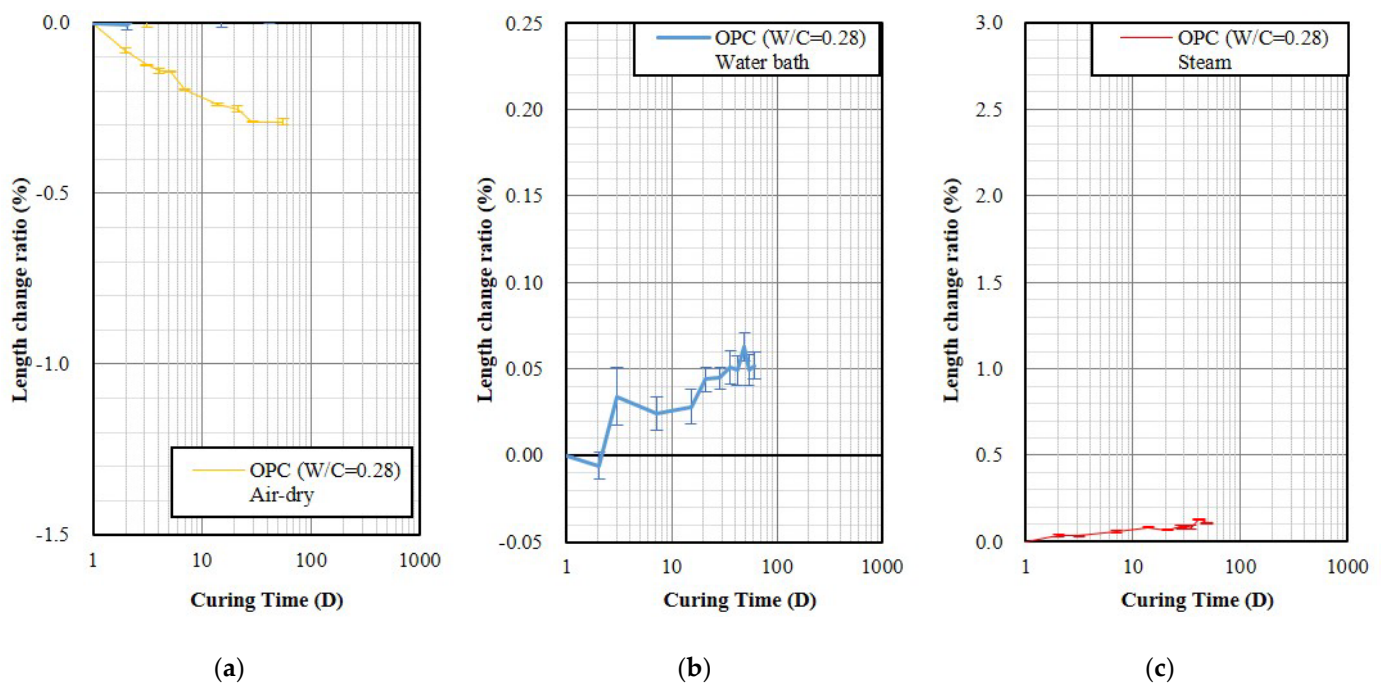 0.0
-0.5
-1.0
-1.5
Length change ratio (%)
OPC (W/C=0.28)
Air-dry
1 10 100 1000
Curing Time (D)
(a)
0.25
0.20
0.15
0.10
0.05
0.00
-0.05
Length change ratio (%)
OPC (W/C=0.28)
Water bath
1 10 100 1000
Curing Time (D)
(b)
3.0
2.5
2.0
1.5
1.0
0.5
0.0
Length change ratio (%)
OPC (W/C=0.28)
Steam
1 10 100 1000
Curing Time (D)
(c)